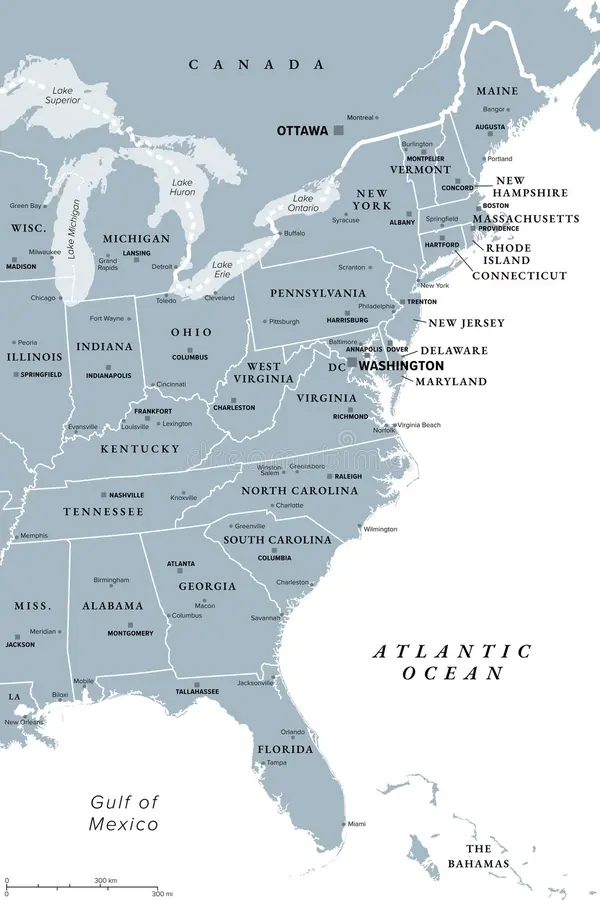 CANADA
Lake
Superior
MAINE
Bangor
AUGUSTA
Montreal
OTTAWA
Burlington
MONTPELIER
VERMONT
Portland
CONCORD
NEW
HAMPSHIRE
Lake
Huron
Lake
Ontario
NEW
YORK
Syracuse
ALBANY
Springfield
BOSTON
MASSACHUSETTS
PROVIDENCE
HARTFORD
RHODE
ISLAND
CONNECTICUT
Green Bay
WISC.
Milwaukee
MADISON
Lake Michigan
MICHIGAN
LANSING
Grand
Rapids
Detroit
Buffalo
Lake
Erie
Scranton
New York
Chicago
Toledo
Cleveland
PENNSYLVANIA
TRENTON
Philadelphia
Pittsburgh
HARRISBURG
NEW JERSEY
Fort Wayne
OHIO
Peoria
INDIANA
ILLINOIS
COLUMBUS
Baltimore
ANNAPOLIS
DOVER
DELAWARE
SPRINGFIELD
INDIANAPOLIS
WEST
VIRGINIA
DC
WASHINGTON
MARYLAND
Cincinnati
VIRGINIA
FRANKFORT
CHARLESTON
RICHMOND
Evansville
Louisville
Lexington
Norfolk
Virginia Beach
KENTUCKY
dreamstime.com
Winston-
Salem
Greensboro
RALEIGH
NASHVILLE
Knoxville
NORTH CAROLINA
TENNESSEE
Charlotte
Memphis
Greenville
Wilmington
SOUTH CAROLINA
COLUMBIA
ATLANTA
Birmingham
GEORGIA
Charleston
MISS.
ALABAMA
Macon
Columbus
Savannah
Meridian
MONTGOMERY
JACKSON
ATLANTIC
OCEAN
Mobile
Jacksonville
LA
Biloxi
TALLAHASSEE
New Orleans
Orlando
FLORIDA
Tampa
Gulf of
Mexico
Miami
THE
BAHAMAS
0
300 km
0
300 mi